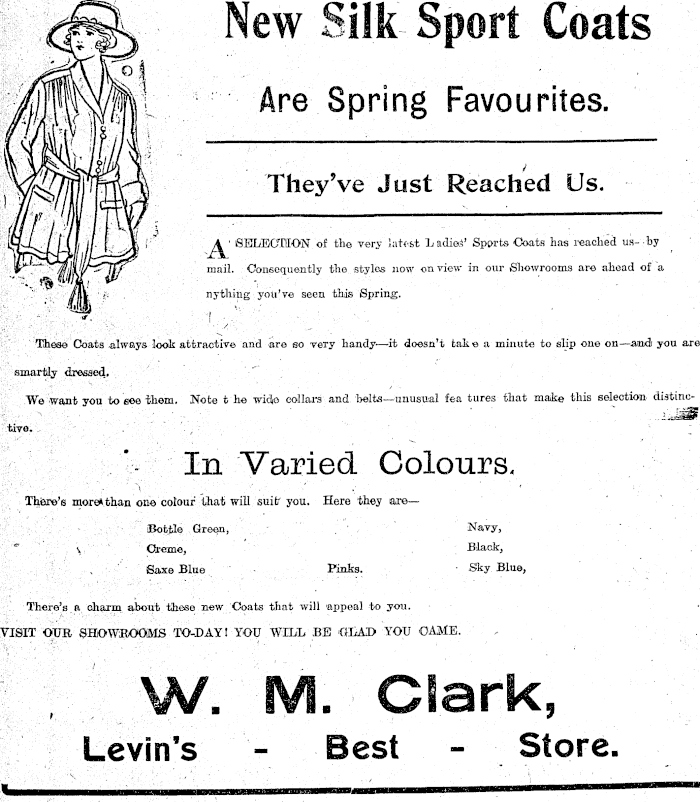 New Silk Sport Coats
Are Spring Favourites.
They've Just Reached Us.
A SELECTION of the very latest Ladies' Sports Coats has reached us- by
mail. Consequently the styles now on view in our Showrooms are ahead of a
nything you've seen this Spring.
These Coats always look attractive and are so very handy—it doesn't take a minute to slip one on—and you are
smartly dressed.
We want you to see them. Note t he wide collars and belts—unusual fea tures that make this selection distinc-
tive.
In Varied Colours.
There's more than one colour that will suit you. Here they are—
Bottle Green, Navy,
Creme, Black,
Saxe Blue Pinks. Sky Blue,
There's a charm about these new Coats that will appeal to you.
VISIT OUR SHOWROOMS TO-DAY! YOU WILL BE GLAD YOU CAME.
W. M. Clark,
Levin's - Best - Store.